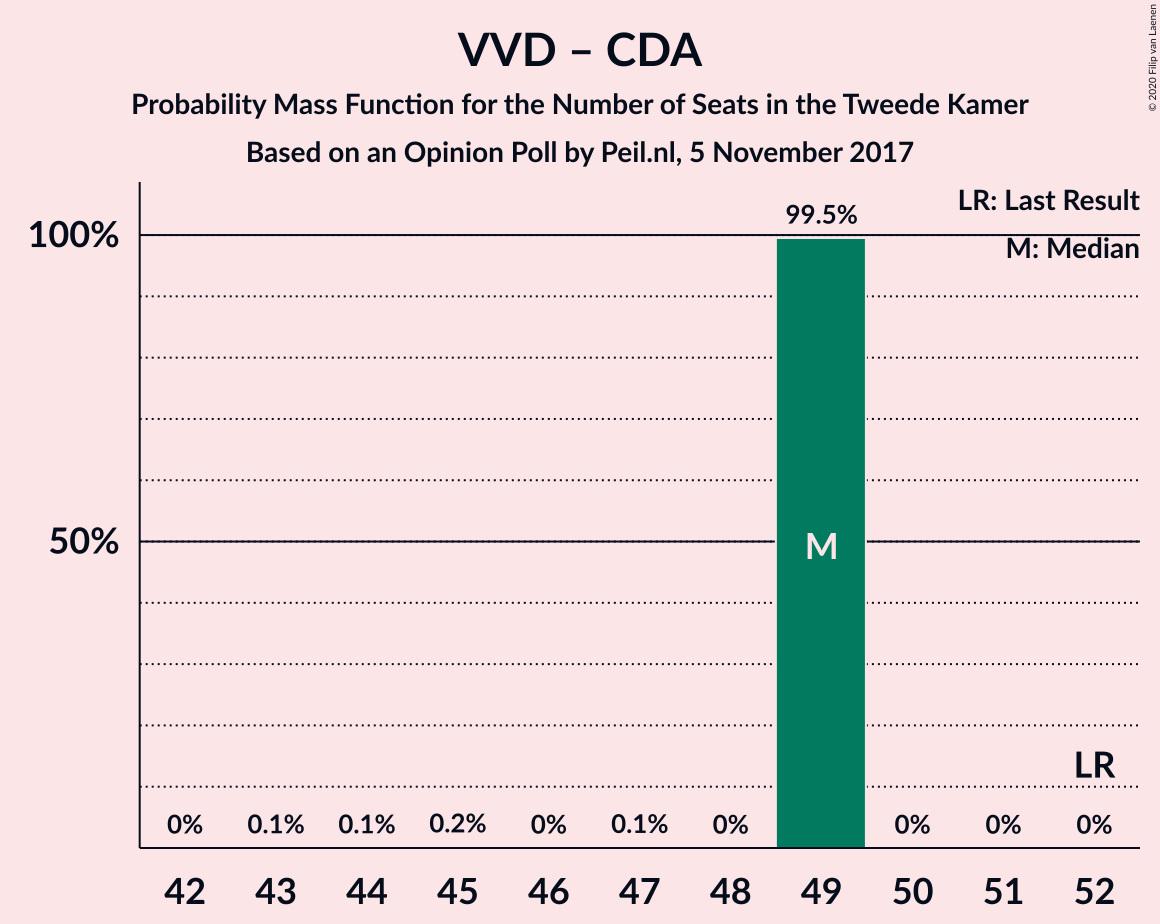 VVD – CDA
Probability Mass Function for the Number of Seats in the Tweede Kamer
Based on an Opinion Poll by Peil.nl, 5 November 2017
© 2020 Filip van Laenen
LR: Last Result
M: Median
99.5%
100%
50%
M
LR
0% 0.1% 0.1% 0.2% 0% 0.1% 0% 0% 0% 0%
42 43 44 45 46 47 48 49 50 51 52